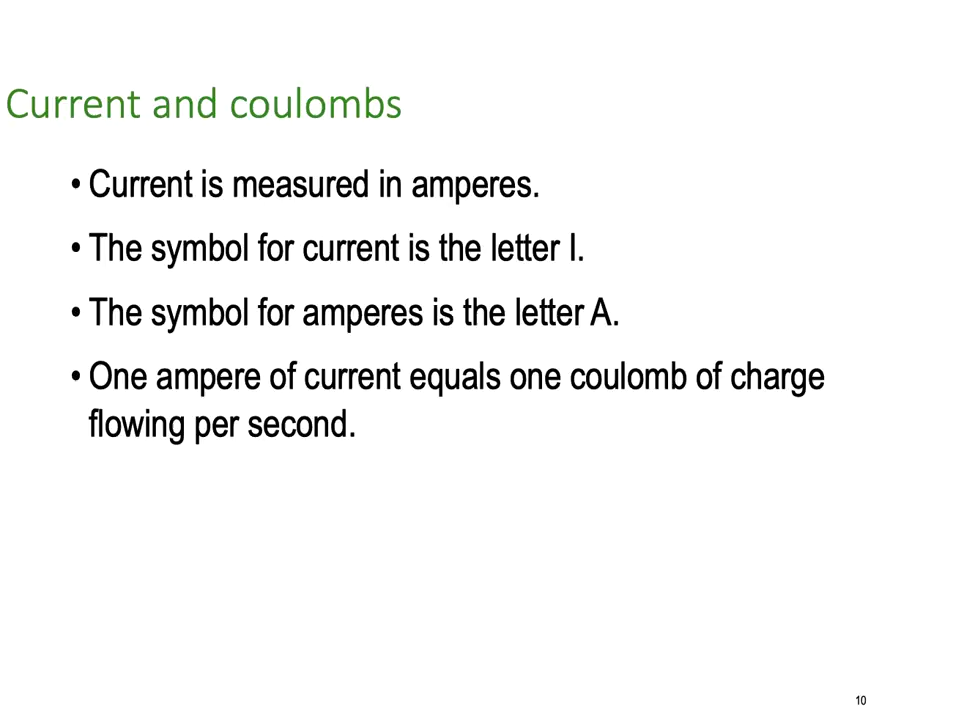 Current and coulombs
• Current is measured in amperes.
• The symbol for current is the letter I.
• The symbol for amperes is the letter A.
• One ampere of current equals one coulomb of charge
flowing per second.
10